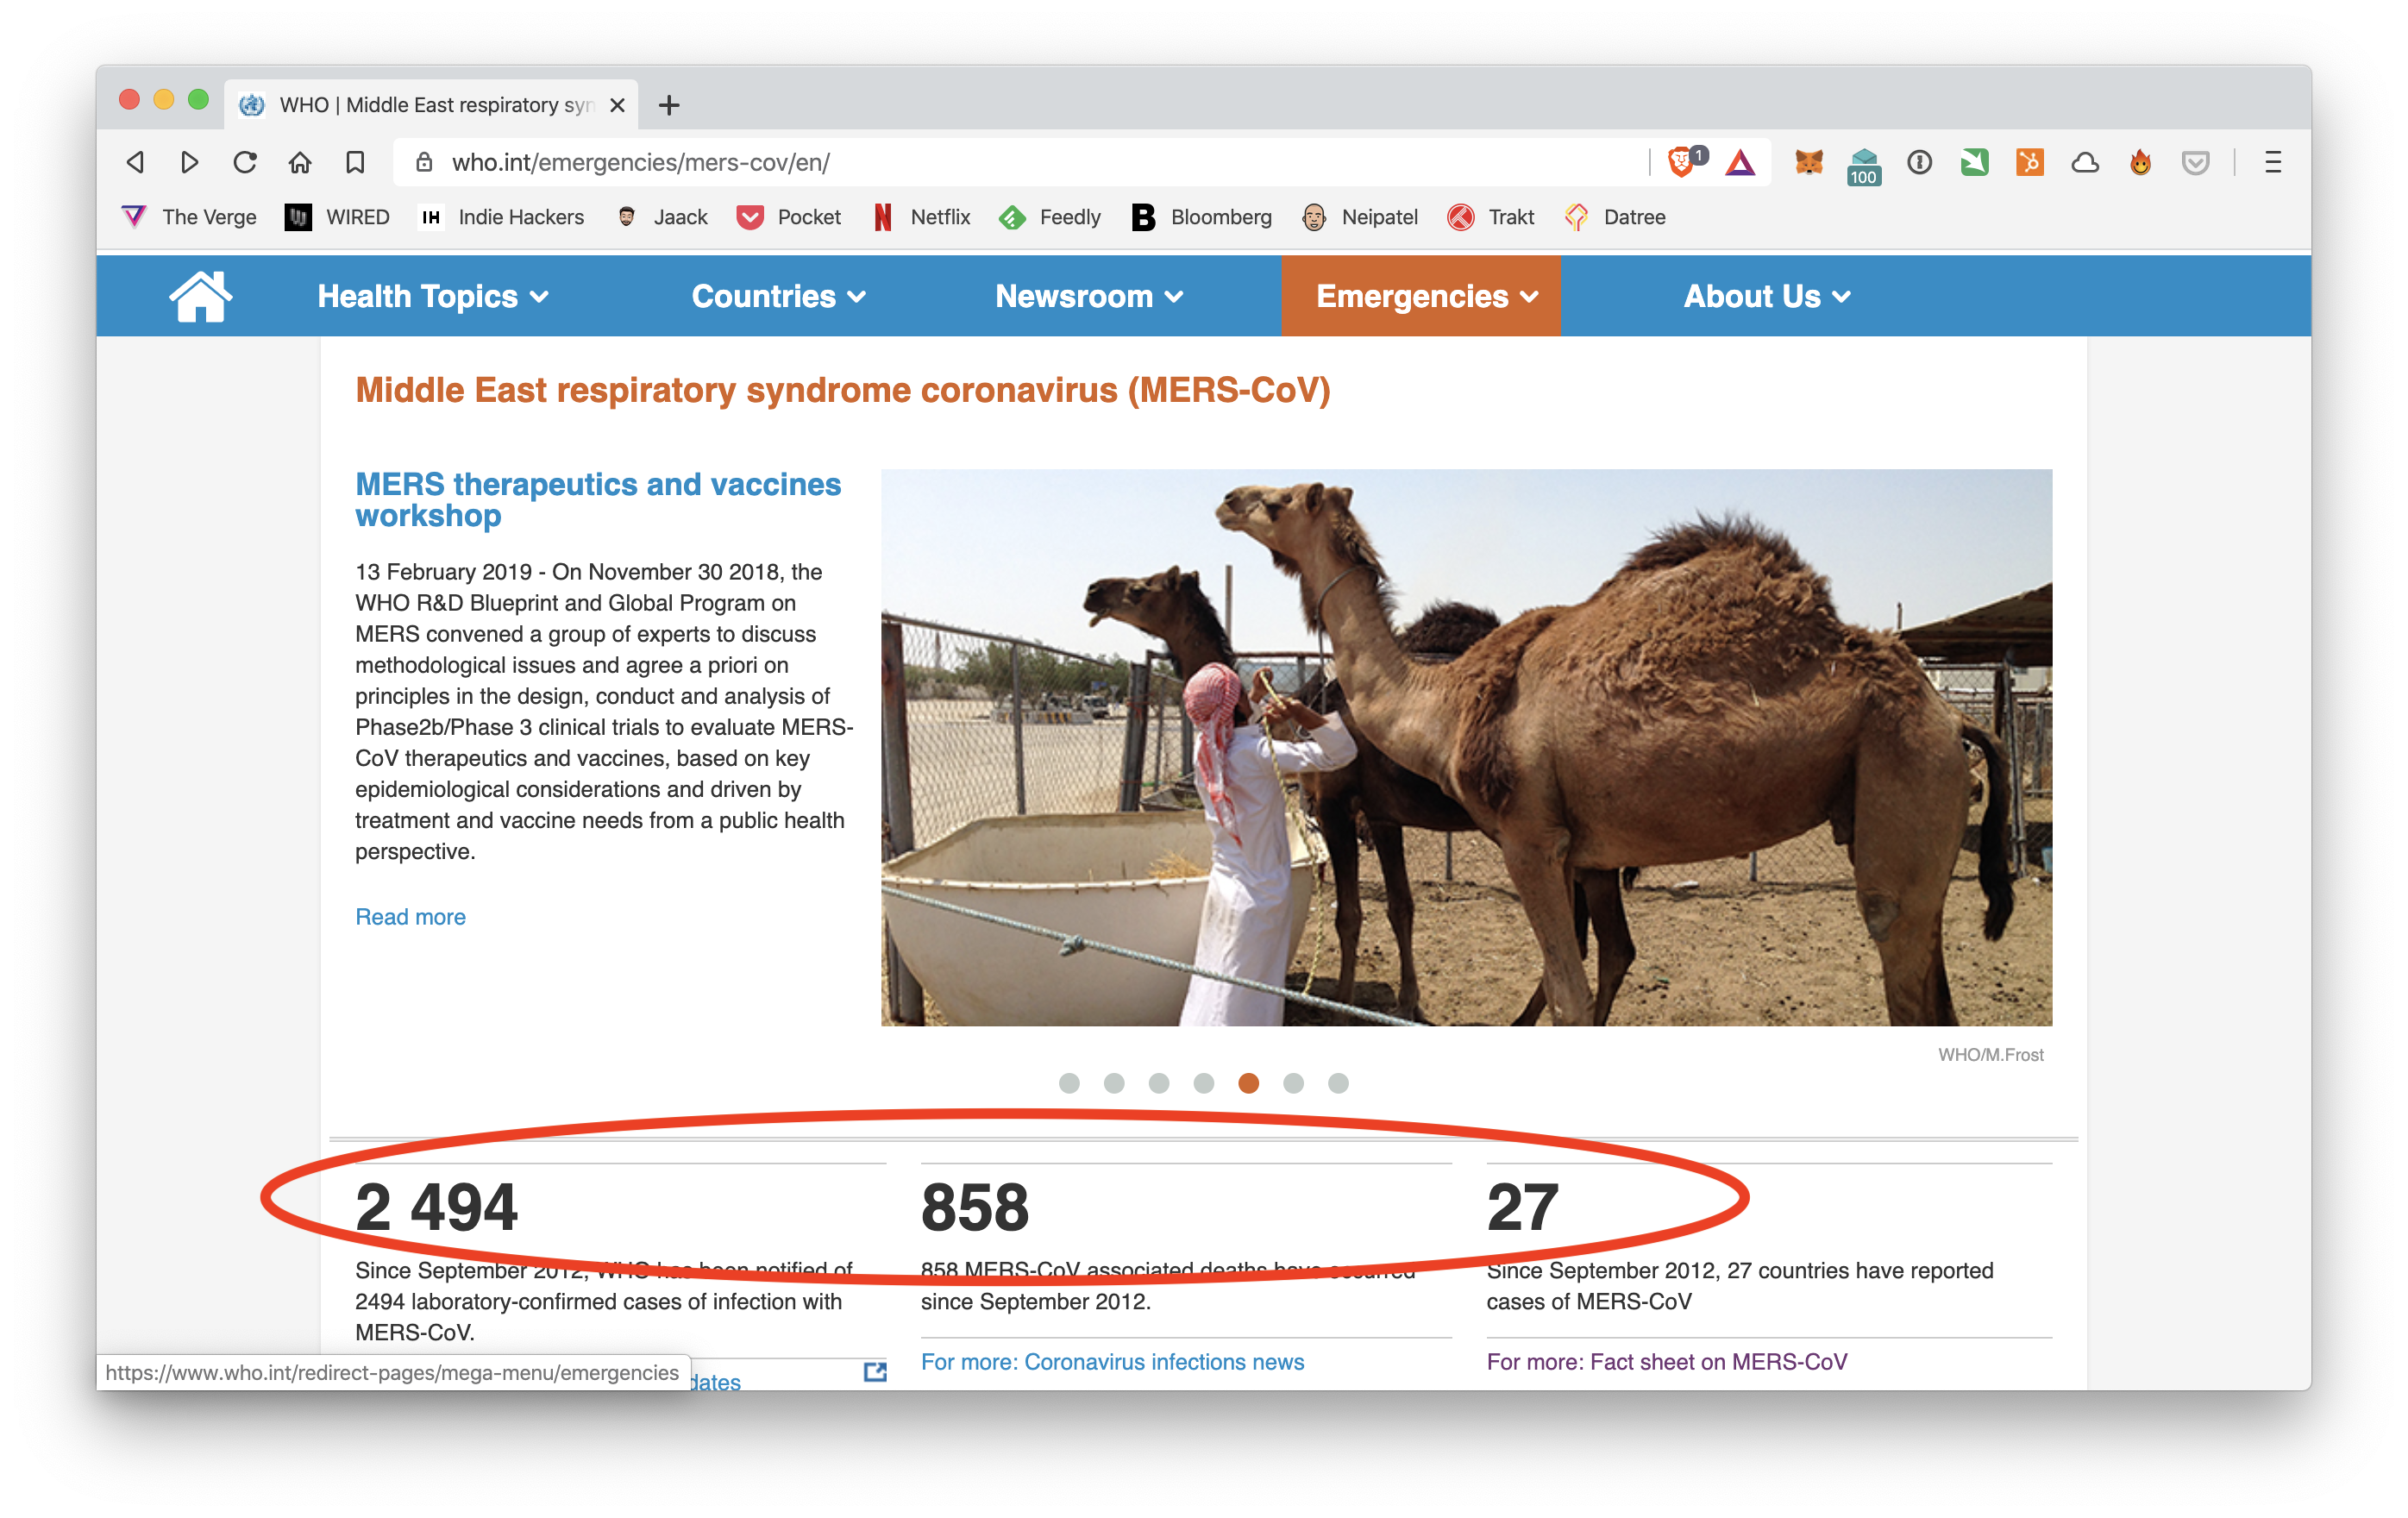 WHO | Middle East respiratory syn
who.int/emergencies/mers-cov/en/
1
100
The Verge
WIRED
IH Indie Hackers
Jaack
Pocket
Netflix
Feedly
B Bloomberg
Neipatel
Trakt
Datree
Health Topics
Countries
Newsroom
Emergencies
About Us
Middle East respiratory syndrome coronavirus (MERS-CoV)
MERS therapeutics and vaccines
workshop
13 February 2019 - On November 30 2018, the
WHO R&D Blueprint and Global Program on
MERS convened a group of experts to discuss
methodological issues and agree a priori on
principles in the design, conduct and analysis of
Phase2b/Phase 3 clinical trials to evaluate MERS-
CoV therapeutics and vaccines, based on key
epidemiological considerations and driven by
treatment and vaccine needs from a public health
perspective.
Read more
WHO/M.Frost
2 494
Since September 2012, WHO has been notified of
2494 laboratory-confirmed cases of infection with
MERS-CoV.
dates
858
858 MERS-CoV associated deaths have occurred
since September 2012.
For more: Coronavirus infections news
27
Since September 2012, 27 countries have reported
cases of MERS-CoV
For more: Fact sheet on MERS-CoV
https://www.who.int/redirect-pages/mega-menu/emergencies